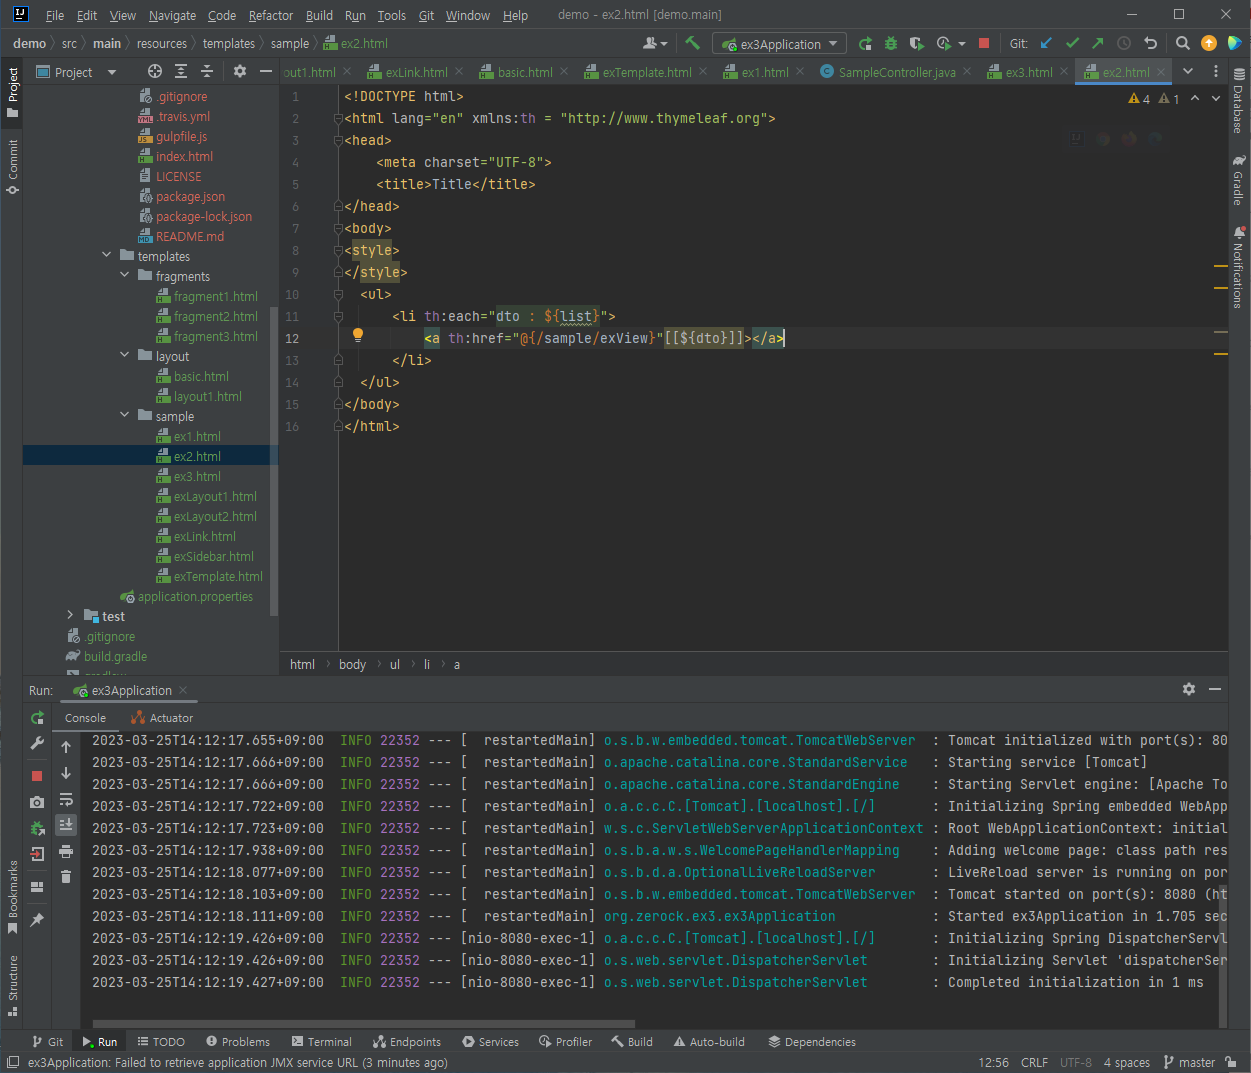 File Edit View Navigate Code Refactor Build Run Tools Git Window Help demo - ex2.html [demo.main]
demo src main resources templates sample ex2.html ex3Application Git:
Project
Project out1.html exLink.html basic.html exTemplate.html ex1.html SampleController.java ex3.html ex2.html
.gitignore
.travis.yml
gulpfile.js
index.html
LICENSE
package.json
package-lock.json
README.md
templates
fragments
fragment1.html
fragment2.html
fragment3.html
layout
basic.html
layout1.html
sample
ex1.html
ex2.html
ex3.html
exLayout1.html
exLayout2.html
exLink.html
exSidebar.html
exTemplate.html
application.properties
test
.gitignore
build.gradle
gradlew
Commit
Bookmarks
Structure
1 <!DOCTYPE html>
2 <html lang="en" xmlns:th = "http://www.thymeleaf.org">
3 <head>
4 <meta charset="UTF-8">
5 <title>Title</title>
6 </head>
7 <body>
8 <style>
9 </style>
10 <ul>
11 <li th:each="dto : ${list}">
12 <a th:href="@{/sample/exView}"[[${dto}]]></a>
13 </li>
14 </ul>
15 </body>
16 </html>
4 1
Database
Gradle
Notifications
html body ul li a
Run: ex3Application
Console Actuator
2023-03-25T14:12:17.655+09:00 INFO 22352 --- [ restartedMain] o.s.b.w.embedded.tomcat.TomcatWebServer : Tomcat initialized with port(s): 80
2023-03-25T14:12:17.666+09:00 INFO 22352 --- [ restartedMain] o.apache.catalina.core.StandardService : Starting service [Tomcat]
2023-03-25T14:12:17.666+09:00 INFO 22352 --- [ restartedMain] o.apache.catalina.core.StandardEngine : Starting Servlet engine: [Apache To
2023-03-25T14:12:17.722+09:00 INFO 22352 --- [ restartedMain] o.a.c.c.C.[Tomcat].[localhost].[/] : Initializing Spring embedded WebApp
2023-03-25T14:12:17.723+09:00 INFO 22352 --- [ restartedMain] w.s.c.ServletWebServerApplicationContext : Root WebApplicationContext: initial
2023-03-25T14:12:17.938+09:00 INFO 22352 --- [ restartedMain] o.s.b.a.w.s.WelcomePageHandlerMapping : Adding welcome page: class path res
2023-03-25T14:12:18.077+09:00 INFO 22352 --- [ restartedMain] o.s.b.d.a.OptionalLiveReloadServer : LiveReload server is running on por
2023-03-25T14:12:18.103+09:00 INFO 22352 --- [ restartedMain] o.s.b.w.embedded.tomcat.TomcatWebServer : Tomcat started on port(s): 8080 (ht
2023-03-25T14:12:18.111+09:00 INFO 22352 --- [ restartedMain] org.zerock.ex3.ex3Application : Started ex3Application in 1.705 sec
2023-03-25T14:12:19.426+09:00 INFO 22352 --- [nio-8080-exec-1] o.a.c.c.C.[Tomcat].[localhost].[/] : Initializing Spring DispatcherServl
2023-03-25T14:12:19.426+09:00 INFO 22352 --- [nio-8080-exec-1] o.s.web.servlet.DispatcherServlet : Initializing Servlet 'dispatcherSer
2023-03-25T14:12:19.427+09:00 INFO 22352 --- [nio-8080-exec-1] o.s.web.servlet.DispatcherServlet : Completed initialization in 1 ms
Git Run TODO Problems Terminal Endpoints Services Profiler Build Auto-build Dependencies
ex3Application: Failed to retrieve application JMX service URL (3 minutes ago) 12:56 CRLF UTF-8 4 spaces master